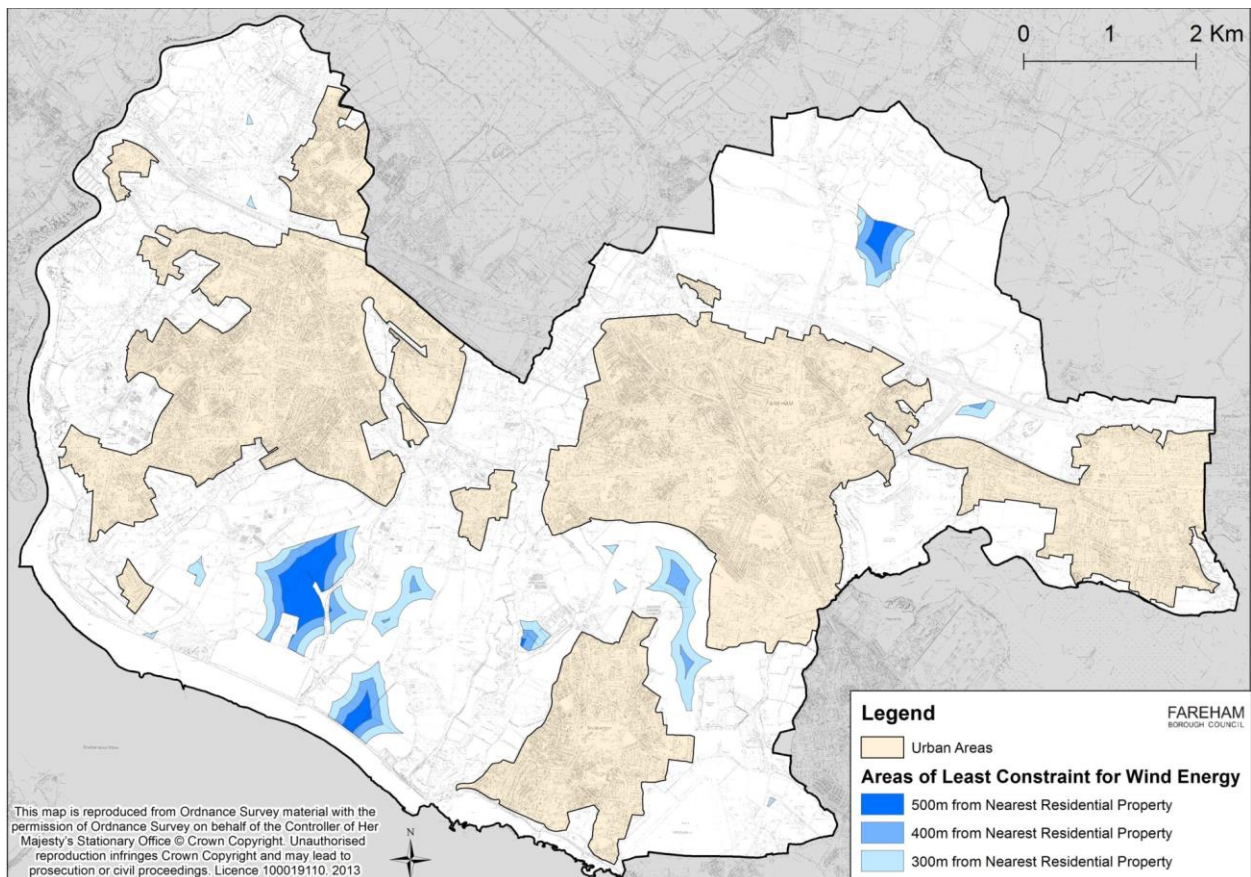 0 1 2 Km
FAREHAM
Legend
FAREHAM
BOROUGH COUNCIL
Urban Areas
Areas of Least Constraint for Wind Energy
500m from Nearest Residential Property
400m from Nearest Residential Property
300m from Nearest Residential Property
This map is reproduced from Ordnance Survey material with the
permission of Ordnance Survey on behalf of the Controller of Her
Majesty's Stationary Office © Crown Copyright. Unauthorised
reproduction infringes Crown Copyright and may lead to
prosecution or civil proceedings. Licence 100019110. 2013
N